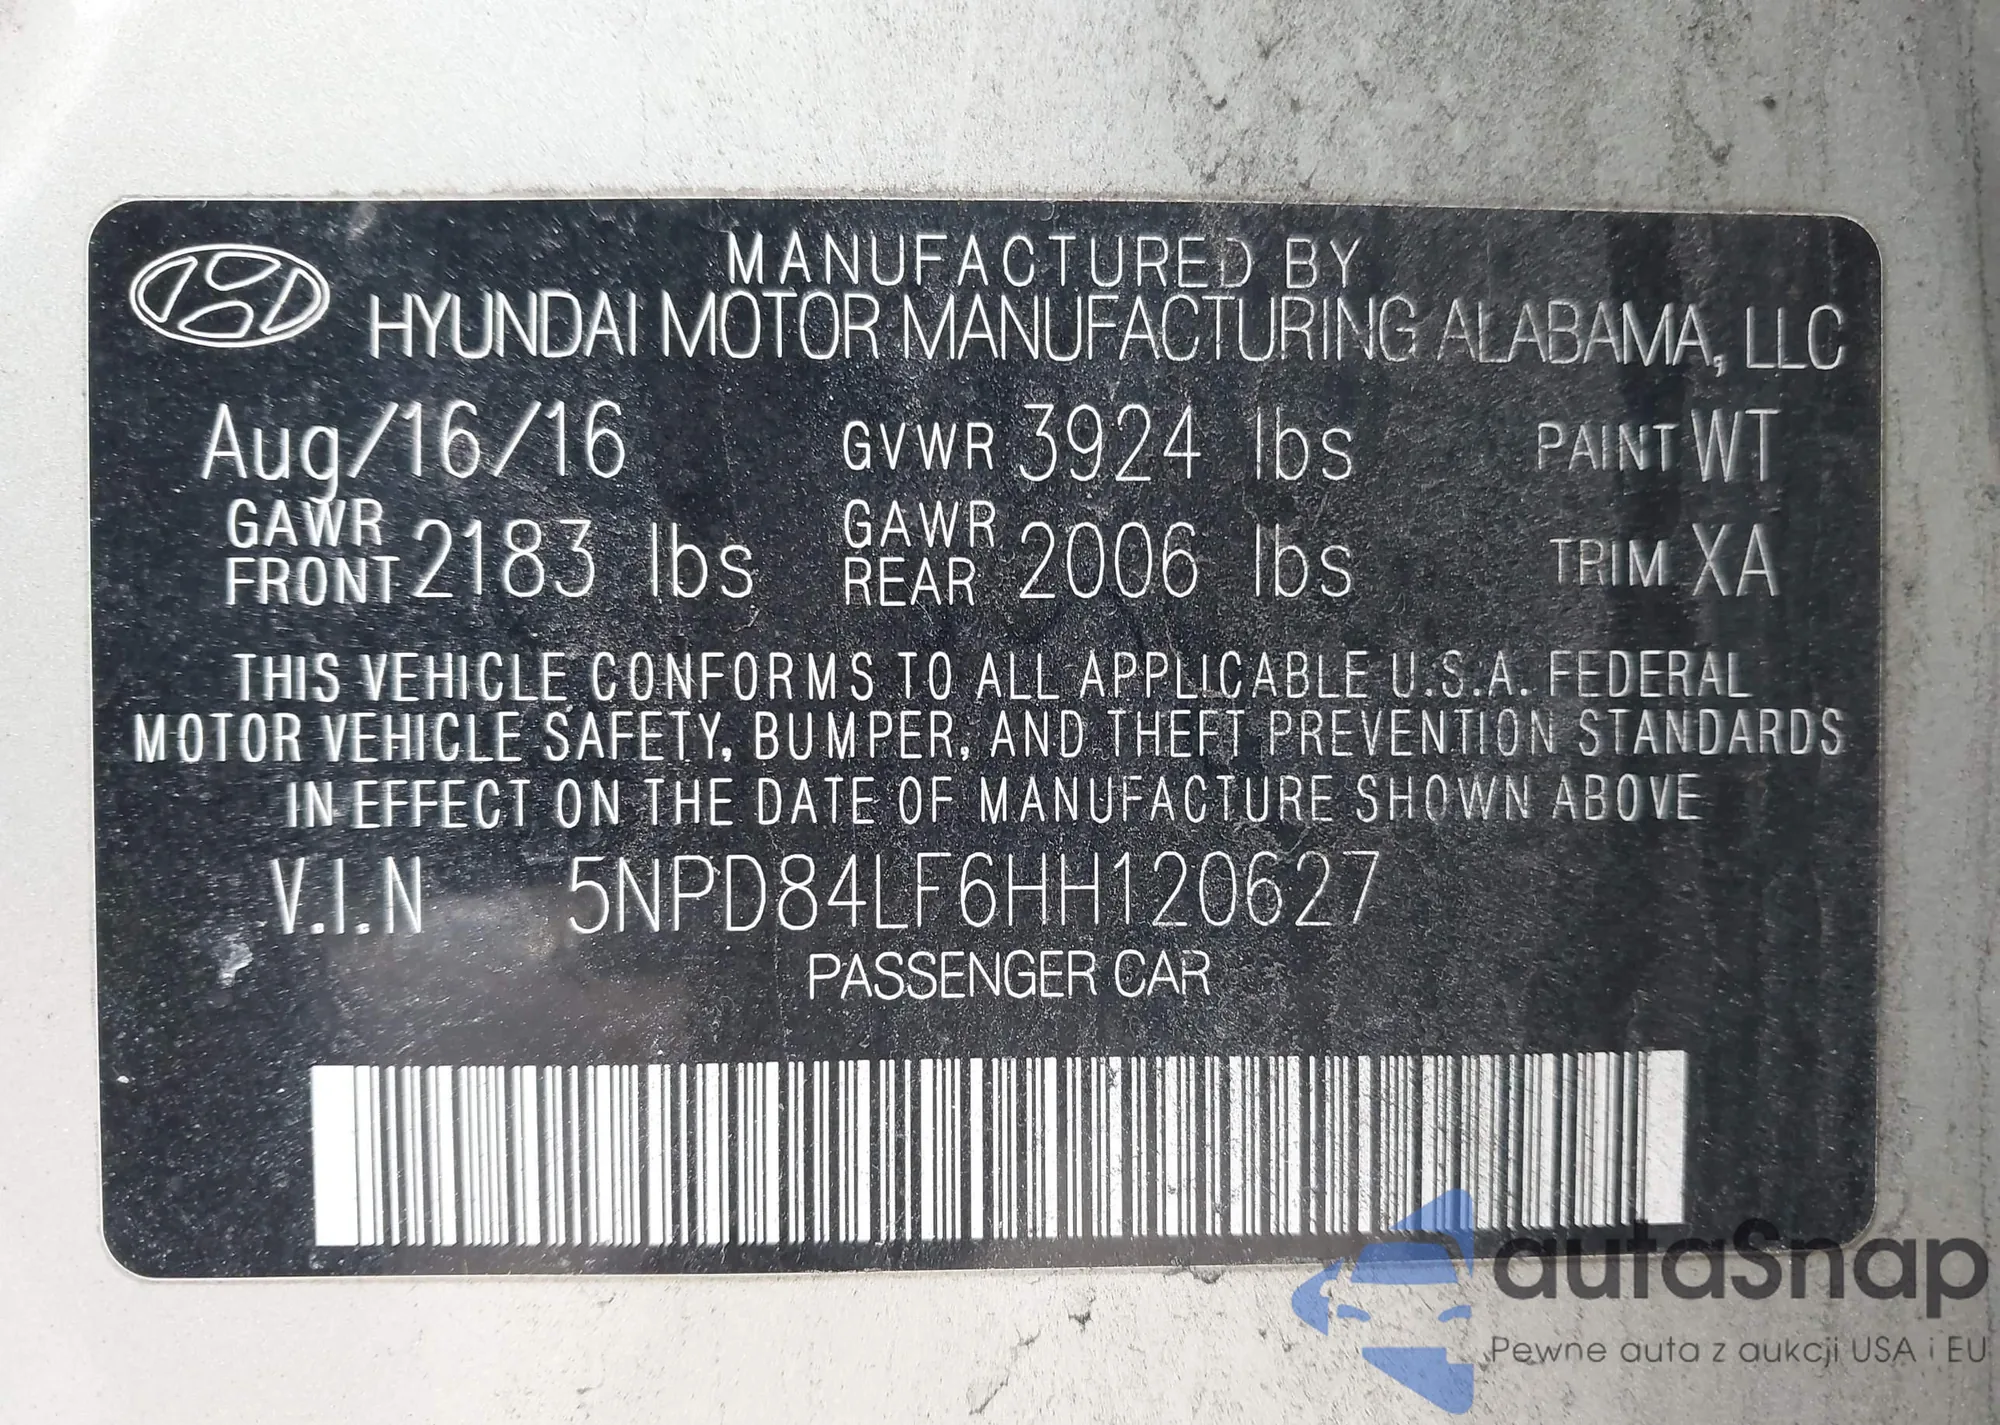 MANUFACTURED BY
HYUNDAI MOTOR MANUFACTURING ALABAMA, LLC
Aug/16/16 GVWR 3924 lbs PAINT WT
GAWR FRONT 2183 lbs GAWR REAR 2006 lbs TRIM XA
THIS VEHICLE CONFORMS TO ALL APPLICABLE U.S.A. FEDERAL
MOTOR VEHICLE SAFETY, BUMPER, AND THEFT PREVENTION STANDARDS
IN EFFECT ON THE DATE OF MANUFACTURE SHOWN ABOVE
V.I.N 5NPD84LF6HH120627
PASSENGER CAR
autaSnap
Pewne auta z aukcji USA i EU